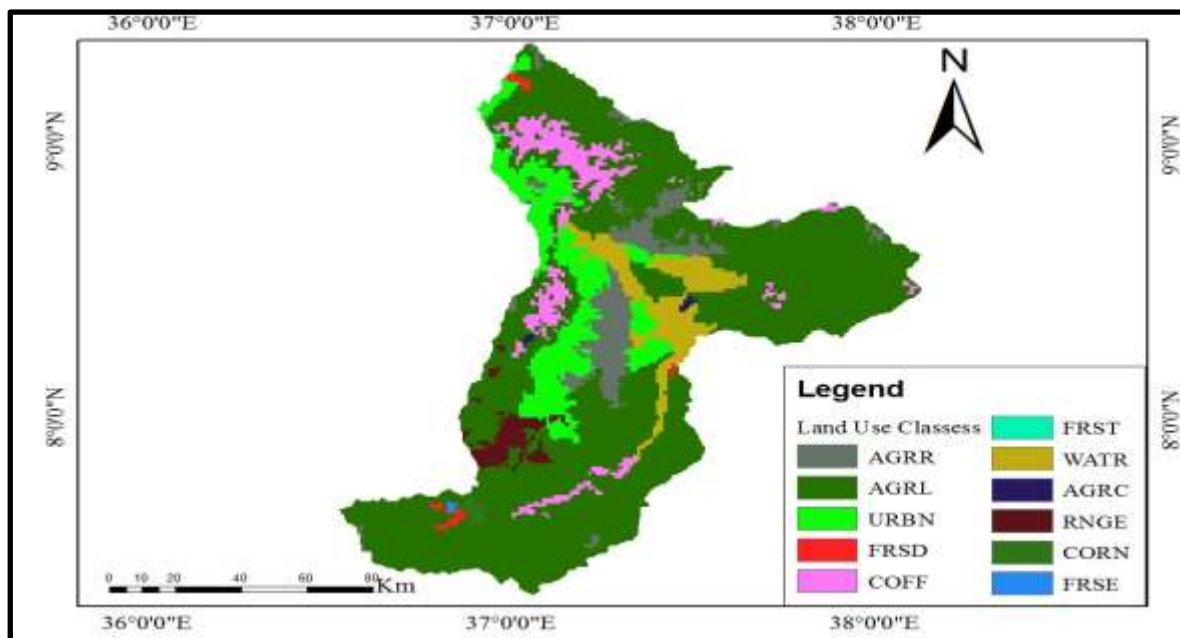 36°0'0"E 37°0'0"E 38°0'0"E
N
9°0'0"N 9°0'0"N
8°0'0"N 8°0'0"N
Legend
Land Use Classess
AGRR
AGRL
URBN
FRSD
COFF
FRST
WATR
AGRC
RNGE
CORN
FRSE
0 10 20 40 60 80
Km
36°0'0"E 37°0'0"E 38°0'0"E